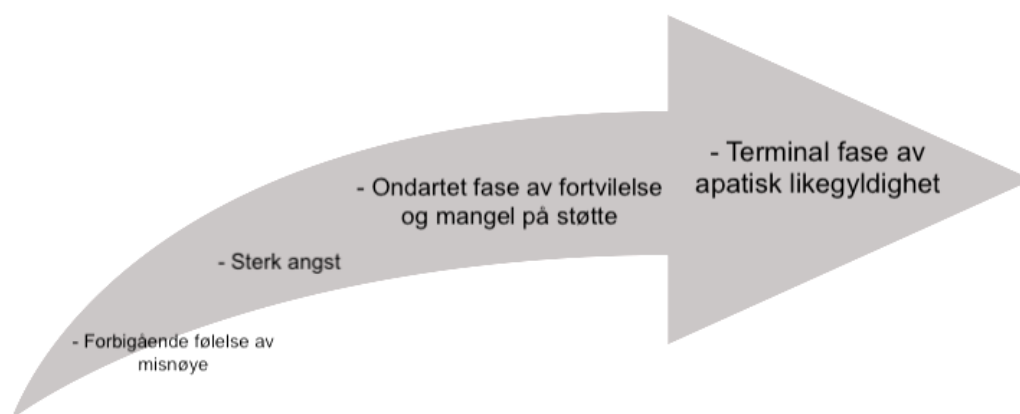 - Terminal fase av
apatisk likegyldighet
- Ondartet fase av fortvilelse
og mangel på støtte
- Sterk angst
- Forbigående følelse av
misnøye